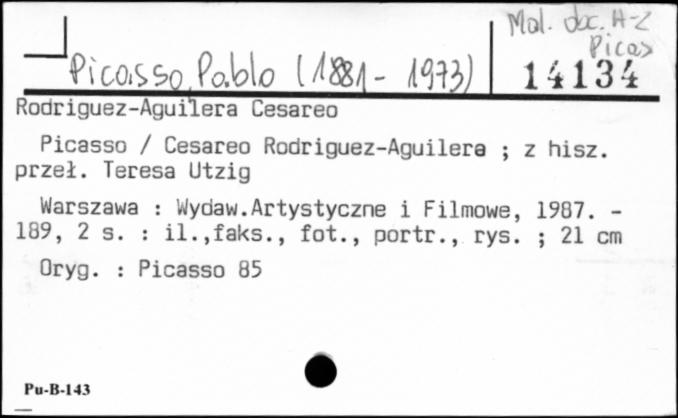 Mal. doc. A-Z
Picas
Picasso, Pablo (1881 - 1973)
14134
Rodriguez-Aguilera Cesareo
Picasso / Cesareo Rodriguez-Aguilera ; z hisz.
przeł. Teresa Utzig
Warszawa : Wydaw.Artystyczne i Filmowe, 1987. -
189, 2 s. : il.,faks., fot., portr., rys. ; 21 cm
Oryg. : Picasso 85
Pu-B-143